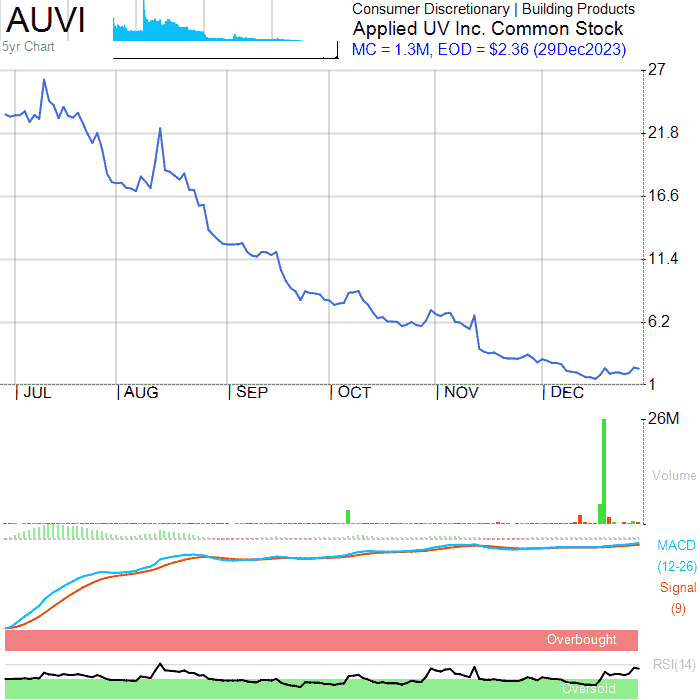 AUVI
5yr Chart
Consumer Discretionary | Building Products
Applied UV Inc. Common Stock
MC = 1.3M, EOD = $2.36 (29Dec2023)
27
21.8
16.6
11.4
6.2
1
JUL AUG SEP OCT NOV DEC
26M
Volume
MACD
(12-26)
Signal
(9)
Overbought
RSI(14)
Oversold